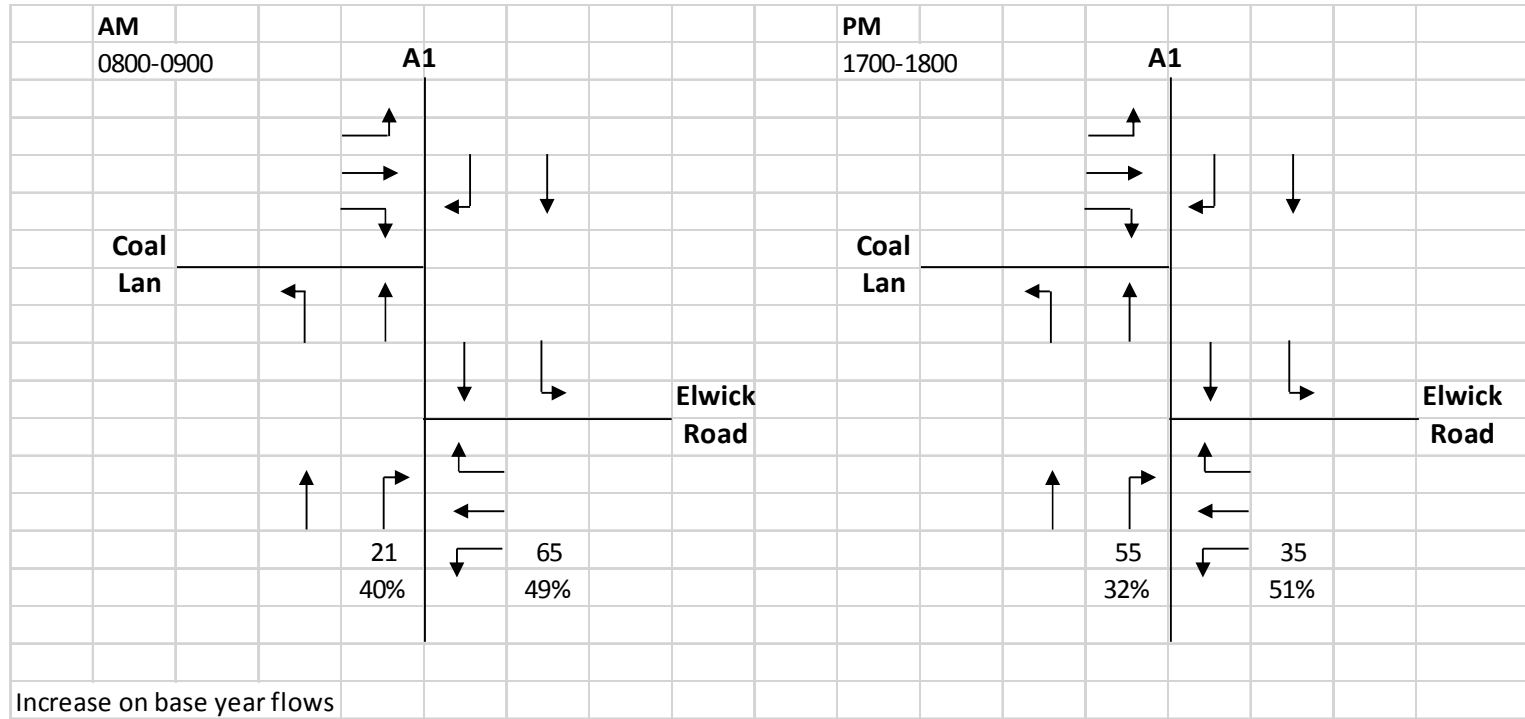 AM
0800-0900
A1
Coal
Lan
Elwick
Road
21
65
40%
49%
PM
1700-1800
A1
Coal
Lan
Elwick
Road
55
35
32%
51%
Increase on base year flows